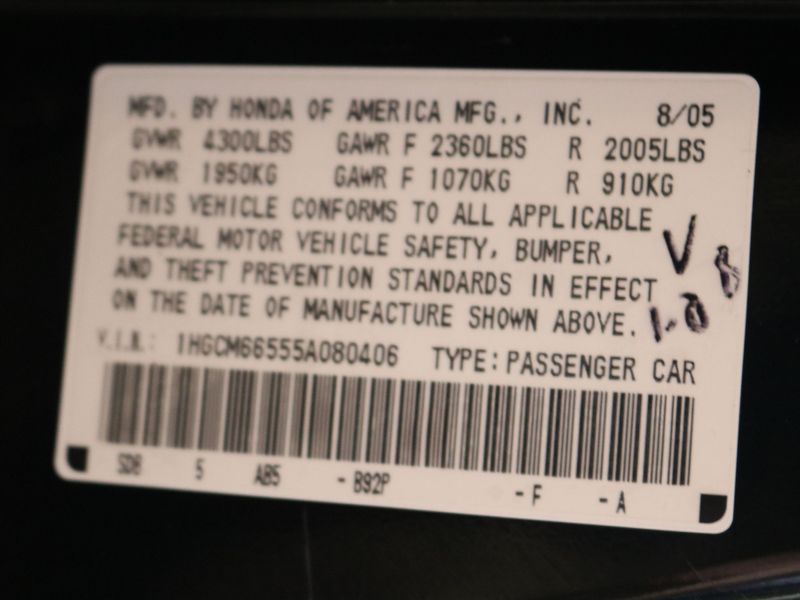 MFD. BY HONDA OF AMERICA MFG., INC. 8/05
GVWR 4300LBS GAWR F 2360LBS R 2005LBS
GVWR 1950KG GAWR F 1070KG R 910KG
THIS VEHICLE CONFORMS TO ALL APPLICABLE
FEDERAL MOTOR VEHICLE SAFETY, BUMPER,
AND THEFT PREVENTION STANDARDS IN EFFECT
ON THE DATE OF MANUFACTURE SHOWN ABOVE.
V.I.N.: 1HGCM66555A080406 TYPE: PASSENGER CAR
SDB 5 AB5 - B92P - F - A